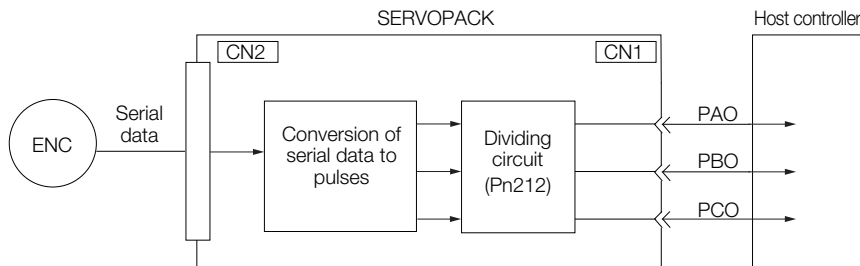 SERVOPACK
Host controller
CN2
CN1
ENC
Serial
data
Conversion of
serial data to
pulses
Dividing
circuit
(Pn212)
PAO
PBO
PCO